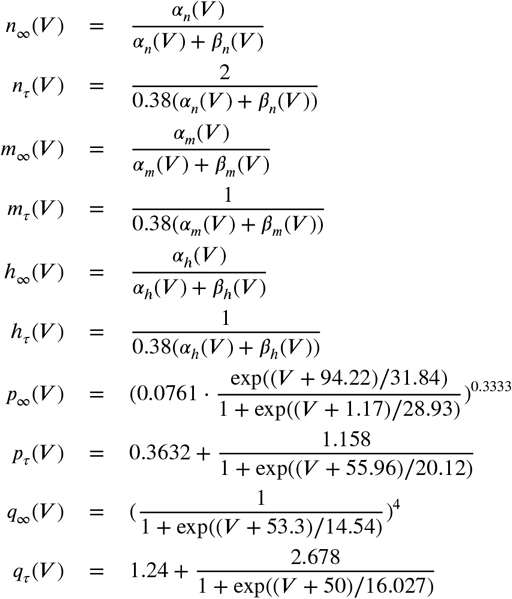 n∞(V) = αn(V) / (αn(V) + βn(V))
nτ(V) = 2 / (0.38(αn(V) + βn(V)))
m∞(V) = αm(V) / (αm(V) + βm(V))
mτ(V) = 1 / (0.38(αm(V) + βm(V)))
h∞(V) = αh(V) / (αh(V) + βh(V))
hτ(V) = 1 / (0.38(αh(V) + βh(V)))
p∞(V) = (0.0761 · exp((V + 94.22)/31.84) / (1 + exp((V + 1.17)/28.93)))^0.3333
pτ(V) = 0.3632 + 1.158 / (1 + exp((V + 55.96)/20.12))
q∞(V) = (1 / (1 + exp((V + 53.3)/14.54)))^4
qτ(V) = 1.24 + 2.678 / (1 + exp((V + 50)/16.027))